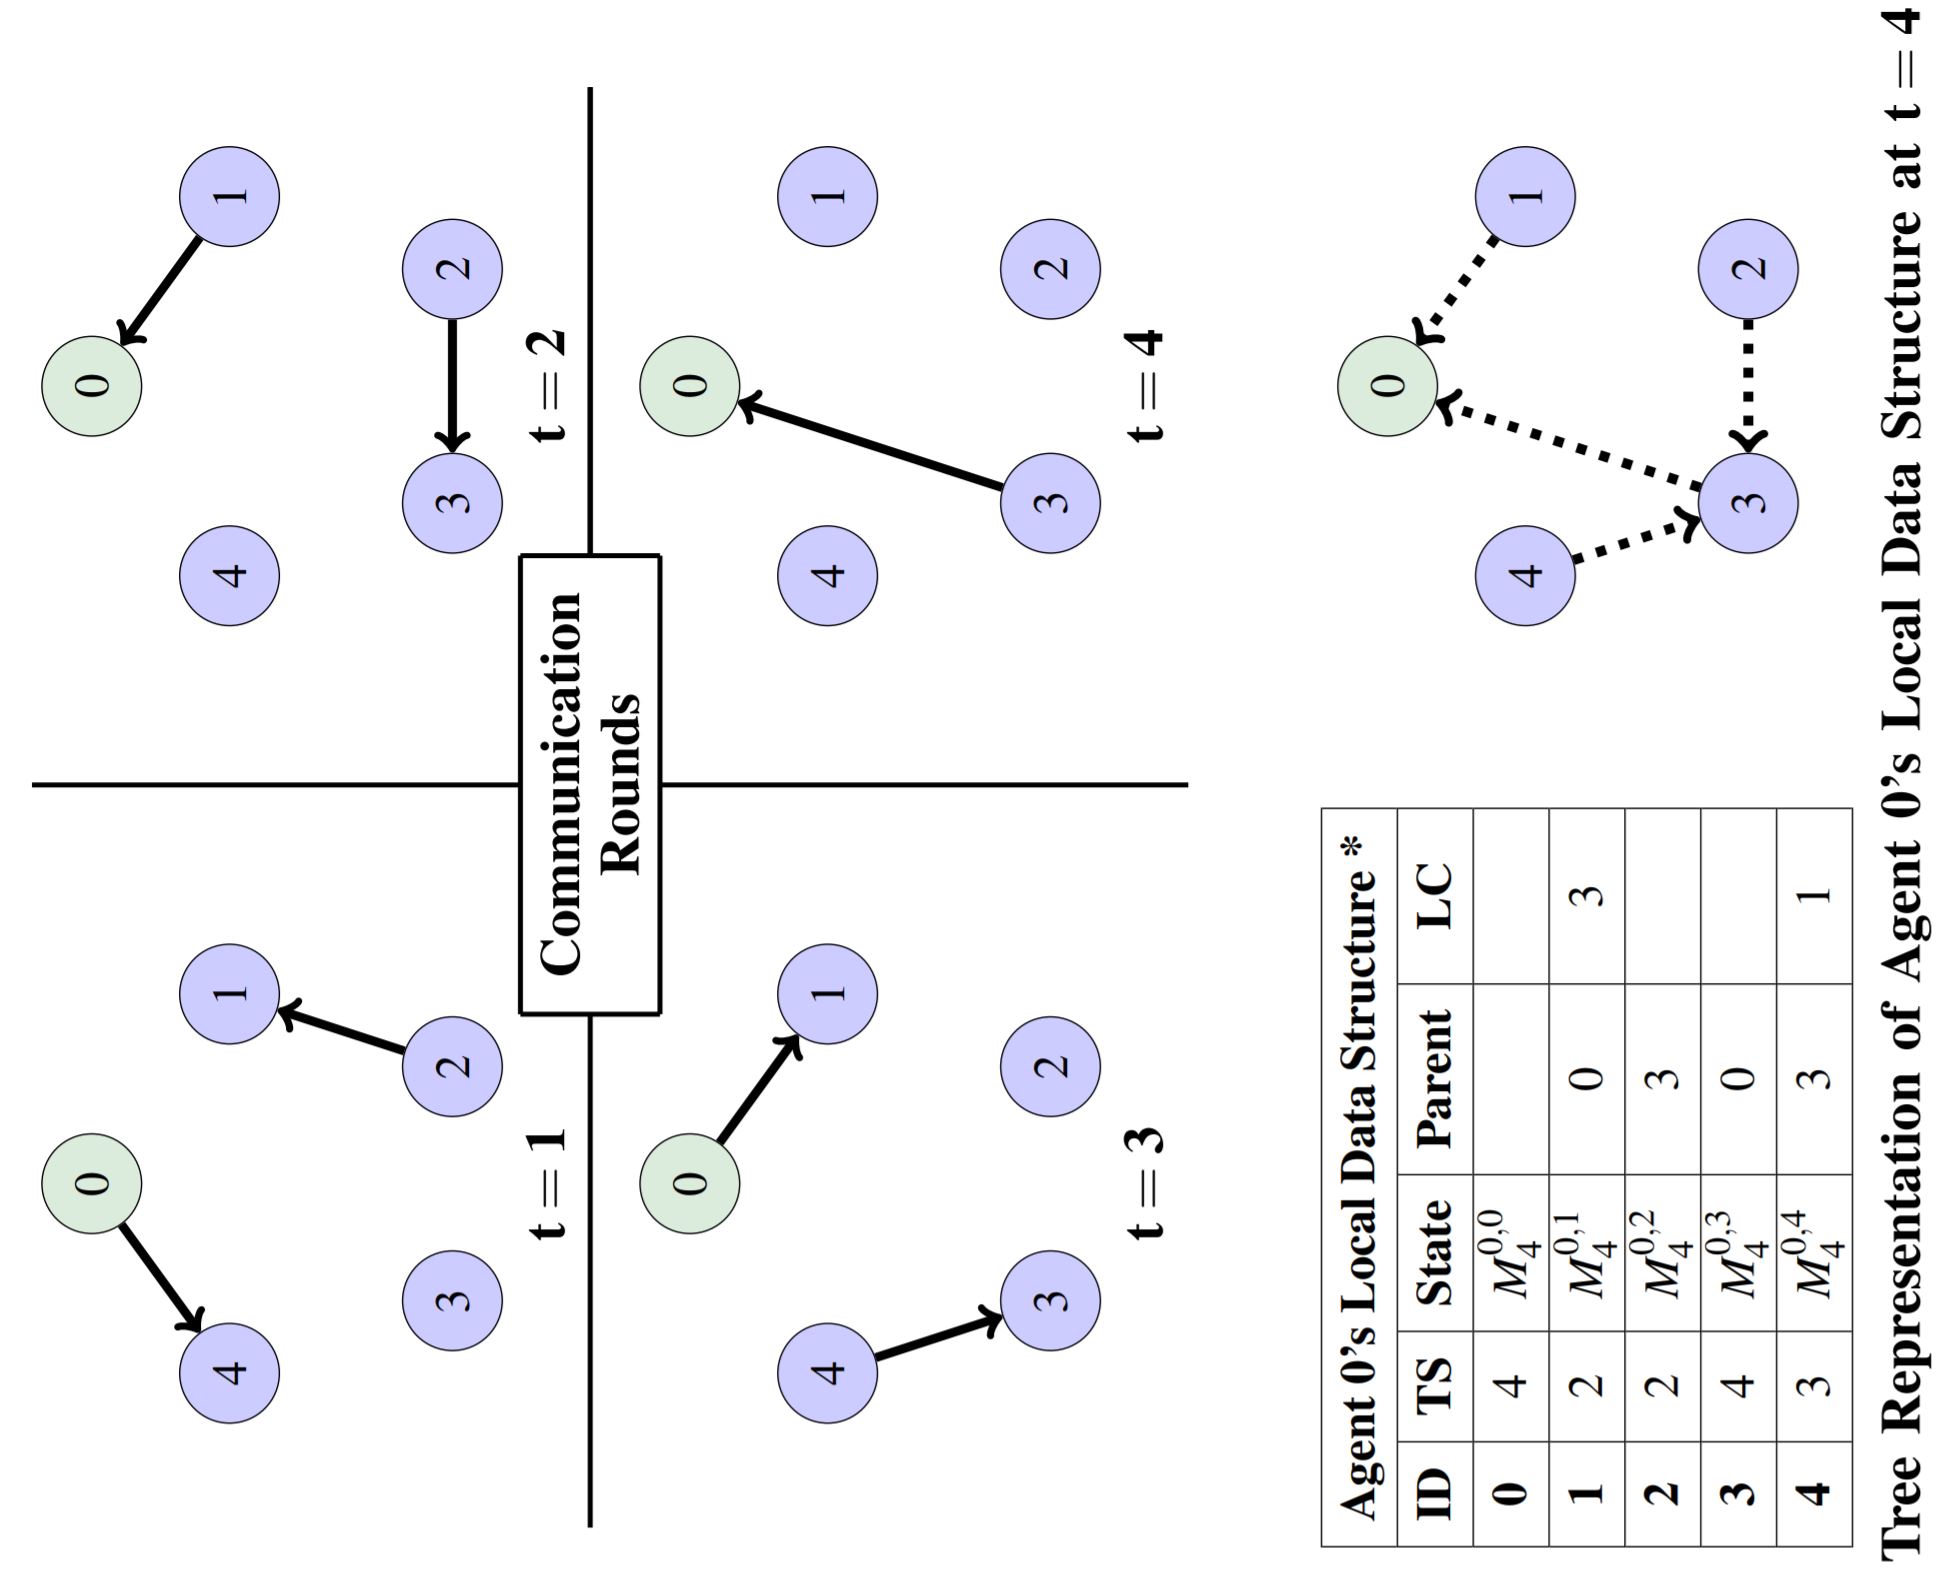 0
4
1
3
2
t = 1
0
4
1
3
2
t = 2
Communication
Rounds
0
4
1
3
2
t = 3
0
4
1
3
2
t = 4
Agent 0's Local Data Structure *
ID TS State Parent LC
0 4 M_4^{0,0}
1 2 M_4^{0,1} 0 3
2 2 M_4^{0,2} 3
3 4 M_4^{0,3} 0
4 3 M_4^{0,4} 3 1
0
4
1
3
2
Tree Representation of Agent 0's Local Data Structure at t = 4